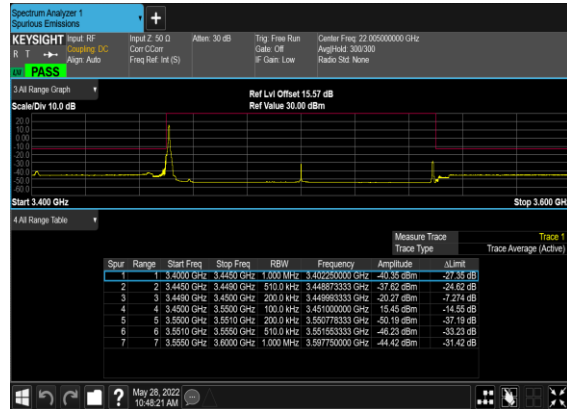 Spectrum Analyzer 1
Spurious Emissions
+
KEYSIGHT Input: RF Input Z: 50 Ω Atten: 30 dB Trig: Free Run Center Freq: 22.005000000 GHz
R T Coupling: DC Corr CCorr Gate: Off Avg|Hold: 300/300
Align: Auto Freq Ref: Int (S) IF Gain: Low Radio Std: None
PASS
3 All Range Graph
Ref Lvl Offset 15.57 dB
Scale/Div 10.0 dB Ref Value 30.00 dBm
20.0
10.0
0.00
-10.0
-20.0
-30.0
-40.0
-50.0
-60.0
Start 3.400 GHz Stop 3.600 GH
4 All Range Table
Measure Trace Trace 1
Trace Type Trace Average (Active)
Spur Range Start Freq Stop Freq RBW Frequency Amplitude ΔLimit
1 1 3.4000 GHz 3.4450 GHz 1.000 MHz 3.402250000 GHz -40.35 dBm -27.35 dB
2 2 3.4450 GHz 3.4490 GHz 510.0 kHz 3.448873333 GHz -37.62 dBm -24.62 dB
3 3 3.4490 GHz 3.4500 GHz 200.0 kHz 3.449993333 GHz -20.27 dBm -7.274 dB
4 4 3.4500 GHz 3.5500 GHz 100.0 kHz 3.451000000 GHz 15.45 dBm -14.55 dB
5 5 3.5500 GHz 3.5510 GHz 200.0 kHz 3.550778333 GHz -50.19 dBm -37.19 dB
6 6 3.5510 GHz 3.5550 GHz 510.0 kHz 3.551553333 GHz -46.23 dBm -33.23 dB
7 7 3.5550 GHz 3.6000 GHz 1.000 MHz 3.597750000 GHz -44.42 dBm -31.42 dB
? May 28, 2022
10:48:21 AM